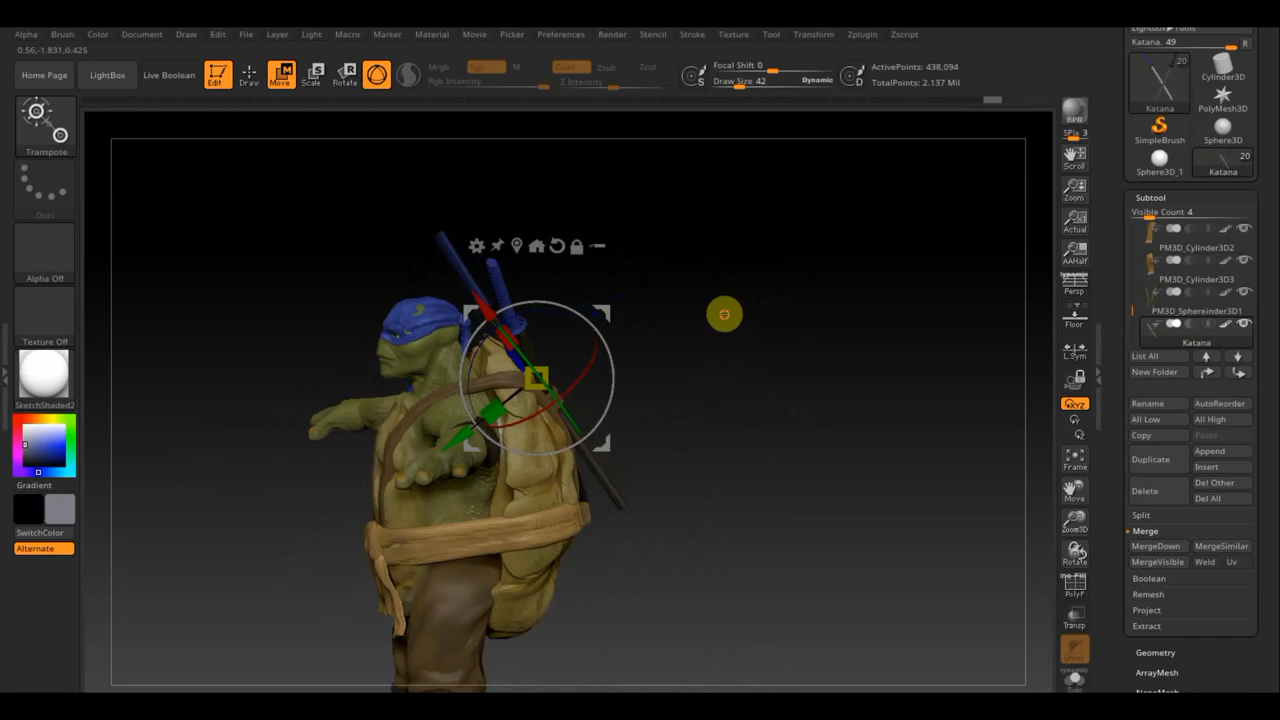 Alpha Brush Color Document Draw Edit File Layer Light Macro Marker Material Movie Picker Preferences Render Stencil Stroke Texture Tool Transform Zplugin Zscript
0.56,-1.831,0.425
Home Page
LightBox
Live Boolean
Edit
Draw
Move
Scale
Rotate
Mrgb Rgb
Rgb Intensity
Zadd Zsub Zcut
Z Intensity
S
Focal Shift 0
Draw Size 42
Dynamic
D
ActivePoints: 438,094
TotalPoints: 2.137 Mil
Transpose
Dots
Alpha Off
Texture Off
SketchShaded2
Gradient
SwitchColor
Alternate
BPR
SPix 3
Scroll
Zoom
Actual
AAHalf
Dynamic
Persp
Floor
L.Sym
XYZ
Y
Z
Frame
Move
Zoom3D
Rotate
PolyF
Transp
Ghost
Dynamic
Solo
Lightbox▸Tools
Katana. 49
R
20
Katana
Cylinder3D
PolyMesh3D
SimpleBrush
Sphere3D
Sphere3D_1
20
Katana
Subtool
Visible Count 4
PM3D_Cylinder3D2
PM3D_Cylinder3D3
PM3D_Sphereinder3D1
Katana
List All
New Folder
Rename AutoReorder
All Low All High
Copy Paste
Duplicate Append
Insert
Delete Del Other
Del All
Split
Merge
MergeDown MergeSimilar
MergeVisible Weld Uv
Boolean
Remesh
Project
Extract
Geometry
ArrayMesh